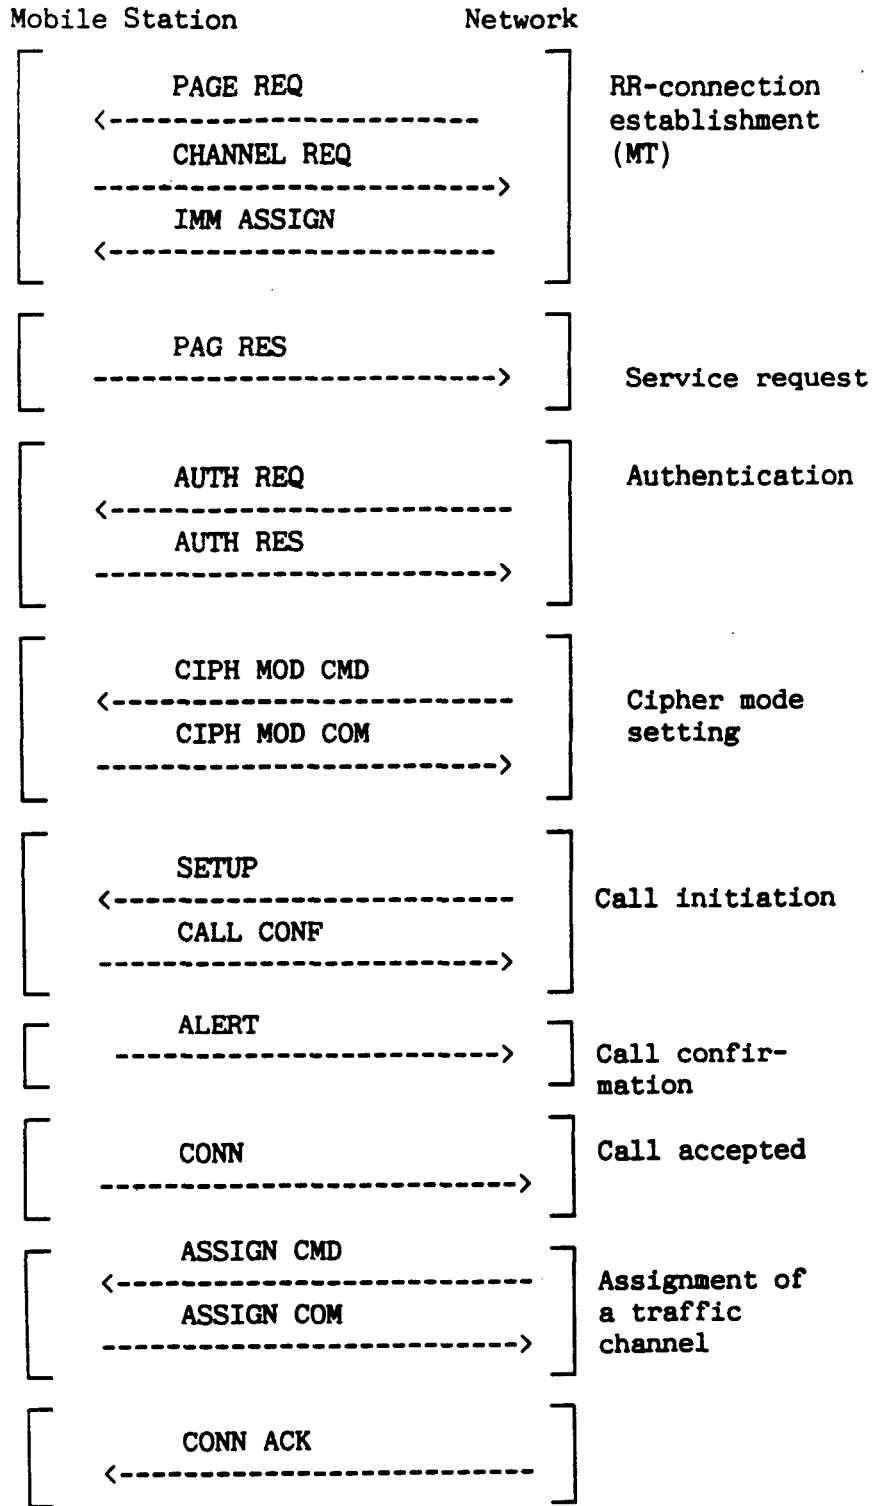 Mobile Station Network
PAGE REQ
<-----------------------
RR-connection
establishment
(MT)
CHANNEL REQ
------------------------->
IMM ASSIGN
<------------------------
PAG RES
------------------------->
Service request
AUTH REQ
<-------------------------
Authentication
AUTH RES
------------------------->
CIPH MOD CMD
<-------------------------
Cipher mode
setting
CIPH MOD COM
------------------------->
SETUP
<-------------------------
Call initiation
CALL CONF
------------------------->
ALERT
------------------------>
Call confir-
mation
CONN
-------------------------->
Call accepted
ASSIGN CMD
<--------------------------
Assignment of
a traffic
channel
ASSIGN COM
-------------------------->
CONN ACK
<--------------------------